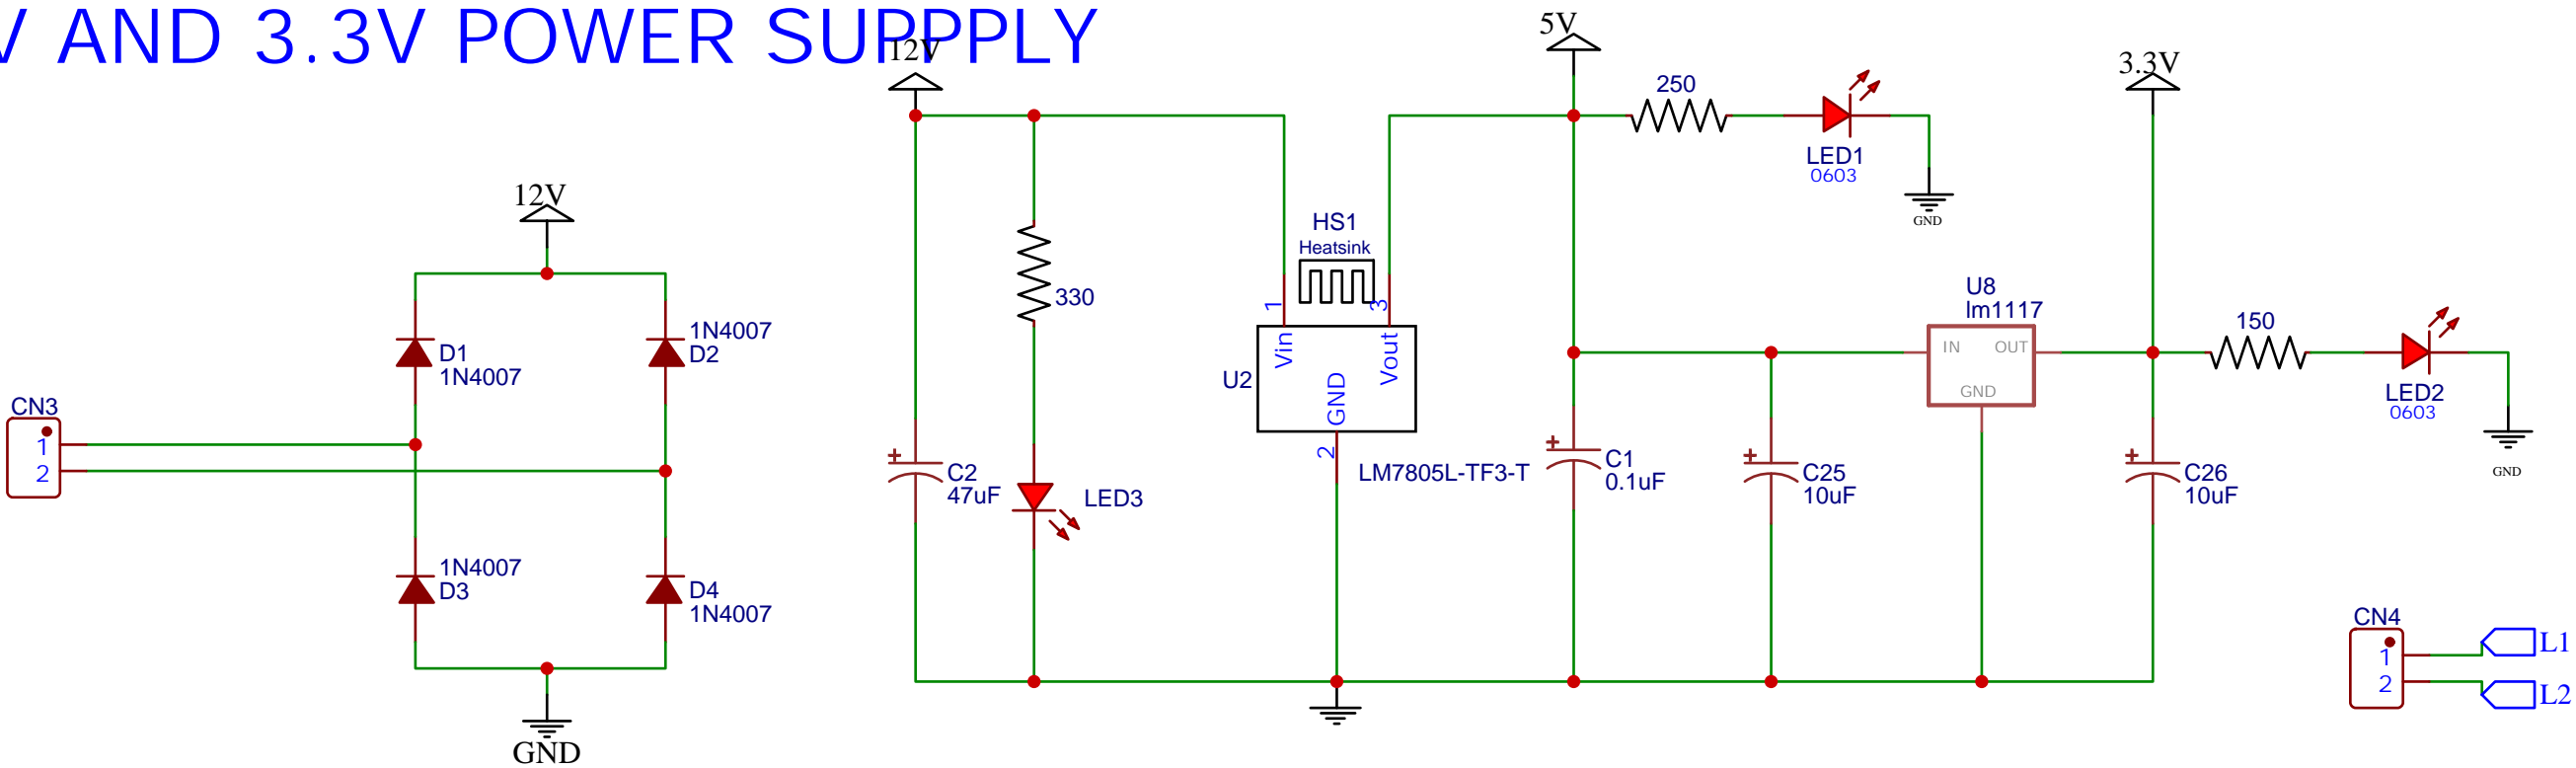 V AND 3.3V POWER SUPPPLY
12V
D1
1N4007
1N4007
D2
CN3
1
2
1N4007
D3
D4
1N4007
GND
12V
330
C2
47uF
LED3
HS1
Heatsink
1
3
Vin
Vout
GND
U2
2
LM7805L-TF3-T
5V
250
LED1
0603
GND
C1
0.1uF
C25
10uF
U8
lm1117
IN
OUT
GND
3.3V
150
LED2
0603
GND
C26
10uF
CN4
1
2
L1
L2